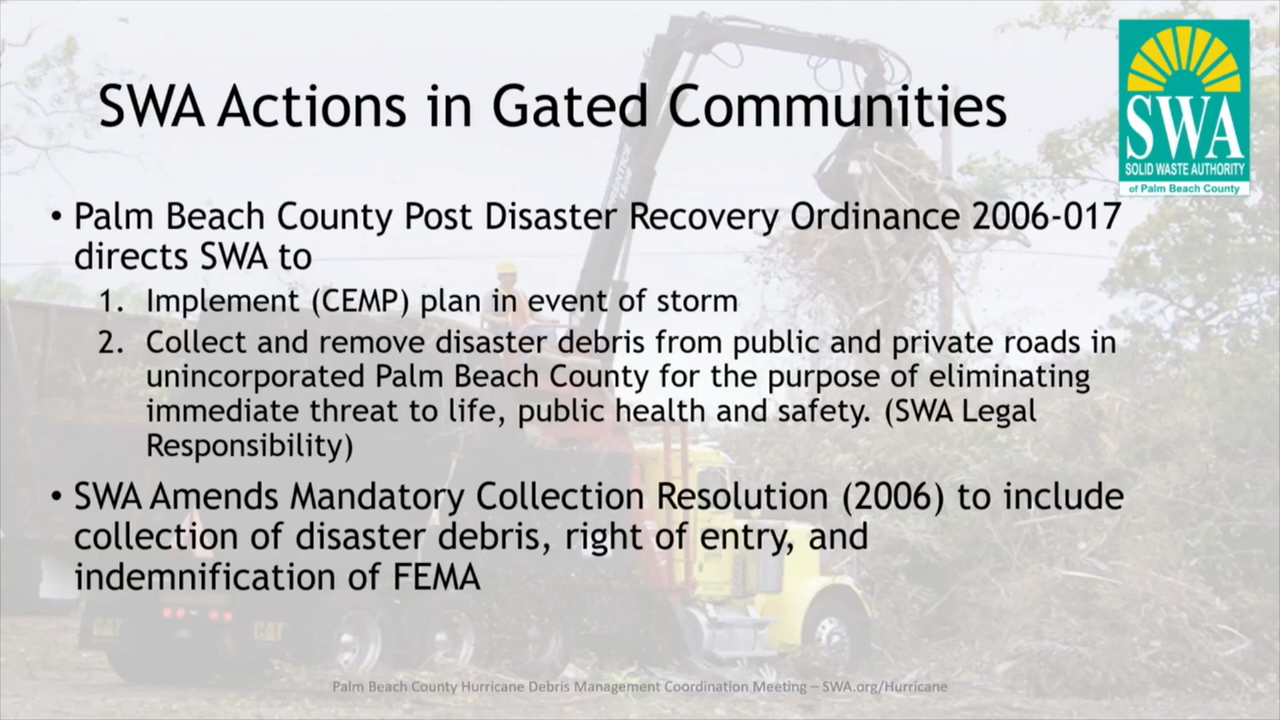 SWA Actions in Gated Communities
SWA
SOLID WASTE AUTHORITY
of Palm Beach County
• Palm Beach County Post Disaster Recovery Ordinance 2006-017
directs SWA to
1. Implement (CEMP) plan in event of storm
2. Collect and remove disaster debris from public and private roads in
unincorporated Palm Beach County for the purpose of eliminating
immediate threat to life, public health and safety. (SWA Legal
Responsibility)
• SWA Amends Mandatory Collection Resolution (2006) to include
collection of disaster debris, right of entry, and
indemnification of FEMA
CAT
CAT
Palm Beach County Hurricane Debris Management Coordination Meeting – SWA.org/Hurricane